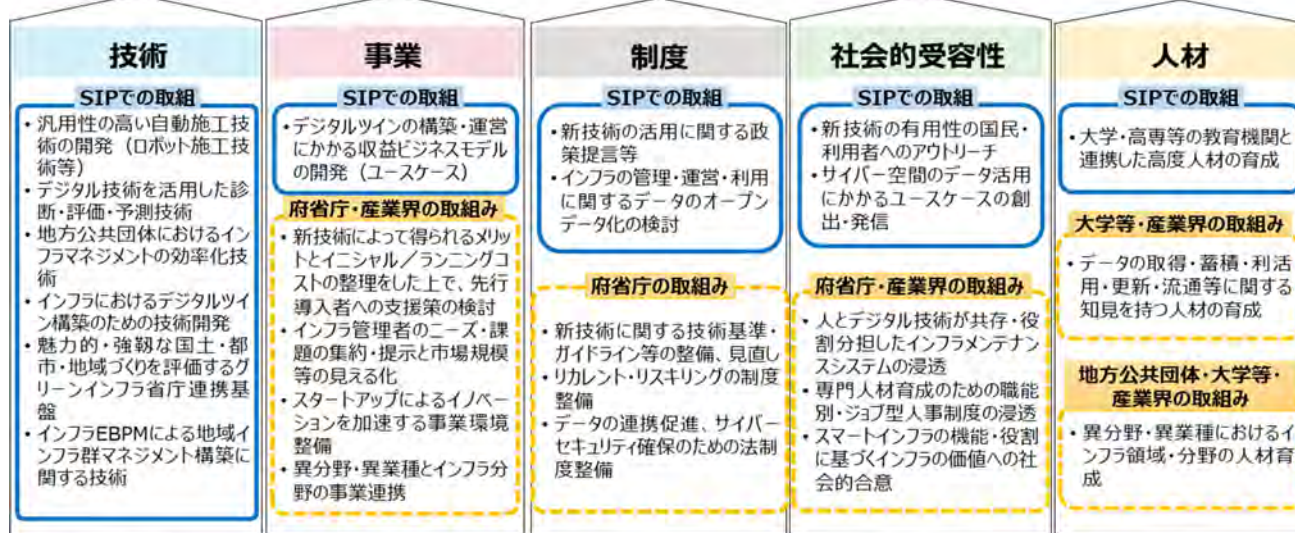 技術
SIPでの取組
・汎用性の高い自動施工技
術の開発（ロボット施工技
術等）
・デジタル技術を活用した診
断・評価・予測技術
・地方公共団体におけるイン
フラマネジメントの効率化技
術
・インフラにおけるデジタルツイ
ン構築のための技術開発
・魅力的・強靱な国土・都
市・地域づくりを評価するグ
リーンインフラ省庁連携基
盤
・インフラEBPMによる地域イ
ンフラ群マネジメント構築に
関する技術
事業
SIPでの取組
・デジタルツインの構築・運営
にかかる収益ビジネスモデル
の開発（ユースケース）
府省庁・産業界の取組み
・新技術によって得られるメリッ
トとイニシャル／ランニングコ
ストの整理をした上で、先行
導入者への支援策の検討
・インフラ管理者のニーズ・課
題の集約・提示と市場規模
等の見える化
・スタートアップによるイノベー
ションを加速する事業環境
整備
・異分野・異業種とインフラ分
野の事業連携
制度
SIPでの取組
・新技術の活用に関する政
策提言等
・インフラの管理・運営・利用
に関するデータのオープン
データ化の検討
府省庁の取組み
・新技術に関する技術基準・
ガイドライン等の整備、見直し
・リカレント・リスキリングの制度
整備
・データの連携促進、サイバー
セキュリティ確保のための法制
度整備
社会的受容性
SIPでの取組
・新技術の有用性の国民・
利用者へのアウトリーチ
・サイバー空間のデータ活用
にかかるユースケースの創
出・発信
府省庁・産業界の取組み
・人とデジタル技術が共存・役
割分担したインフラメンテナン
スシステムの浸透
・専門人材育成のための職能
別・ジョブ型人事制度の浸透
・スマートインフラの機能・役割
に基づくインフラの価値への社
会的合意
人材
SIPでの取組
・大学・高専等の教育機関と
連携した高度人材の育成
大学等・産業界の取組み
・データの取得・蓄積・利活
用・更新・流通等に関する
知見を持つ人材の育成
地方公共団体・大学等・
産業界の取組み
・異分野・異業種におけるイ
ンフラ領域・分野の人材育
成